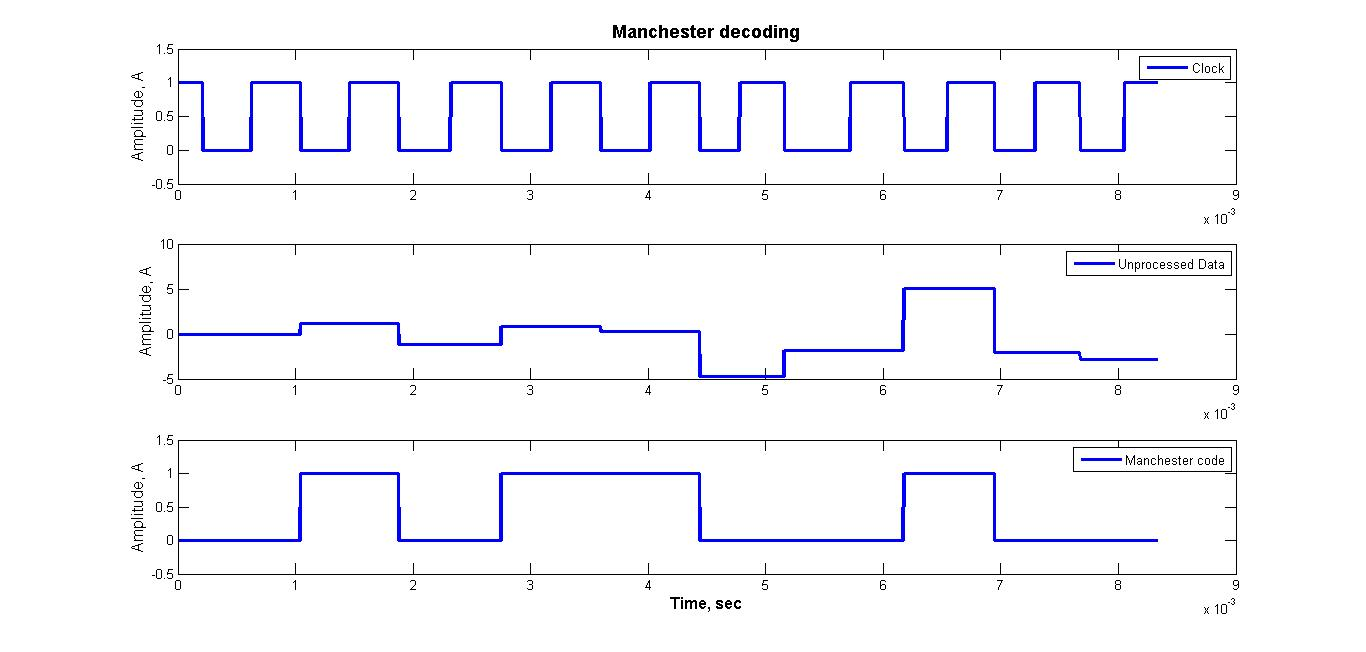 Manchester decoding
1.5
1
0.5
0
-0.5
Amplitude, A
Clock
0 1 2 3 4 5 6 7 8 9
x 10-3
10
5
0
-5
Amplitude, A
Unprocessed Data
0 1 2 3 4 5 6 7 8 9
x 10-3
1.5
1
0.5
0
-0.5
Amplitude, A
Manchester code
0 1 2 3 4 5 6 7 8 9
Time, sec
x 10-3